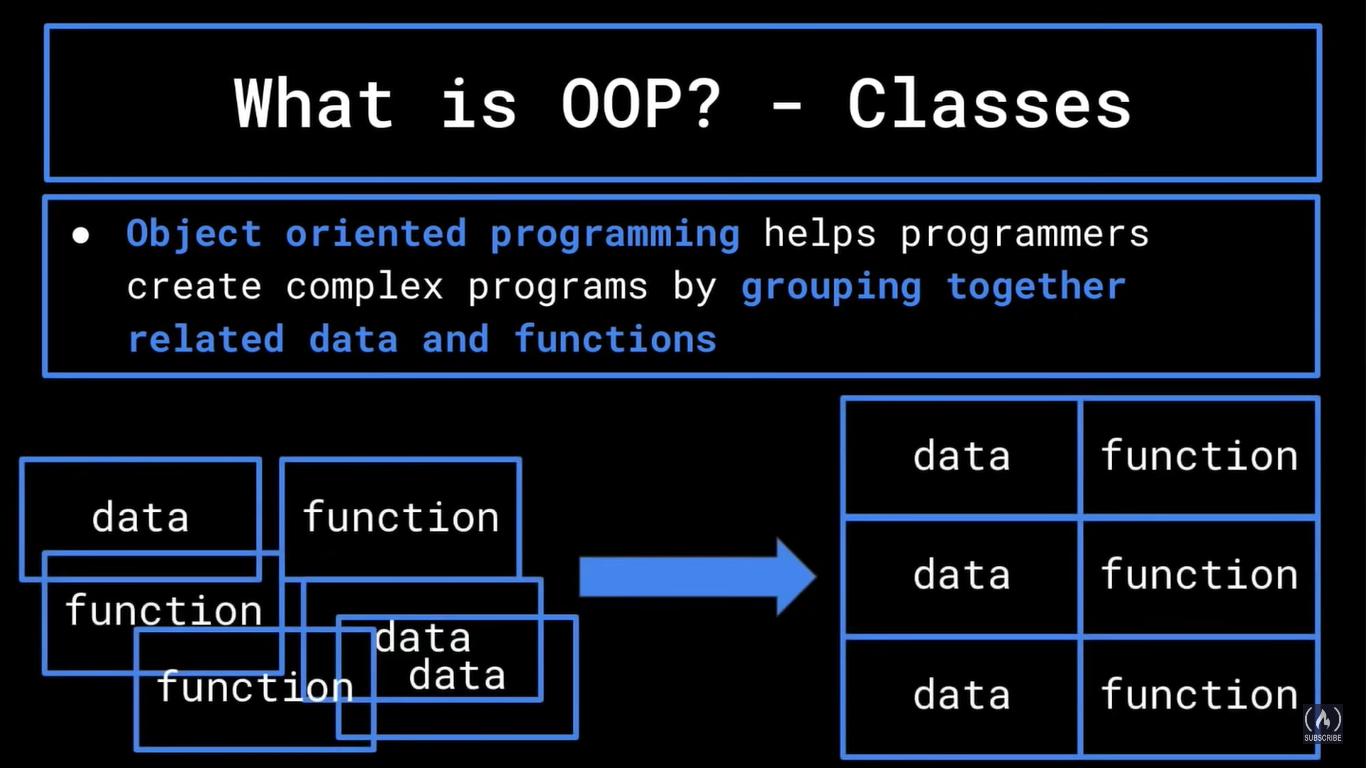 What is OOP? - Classes
● Object oriented programming helps programmers
create complex programs by grouping together
related data and functions
data
function
function
data
data
function
data function
data function
data function
SUBSCRIBE